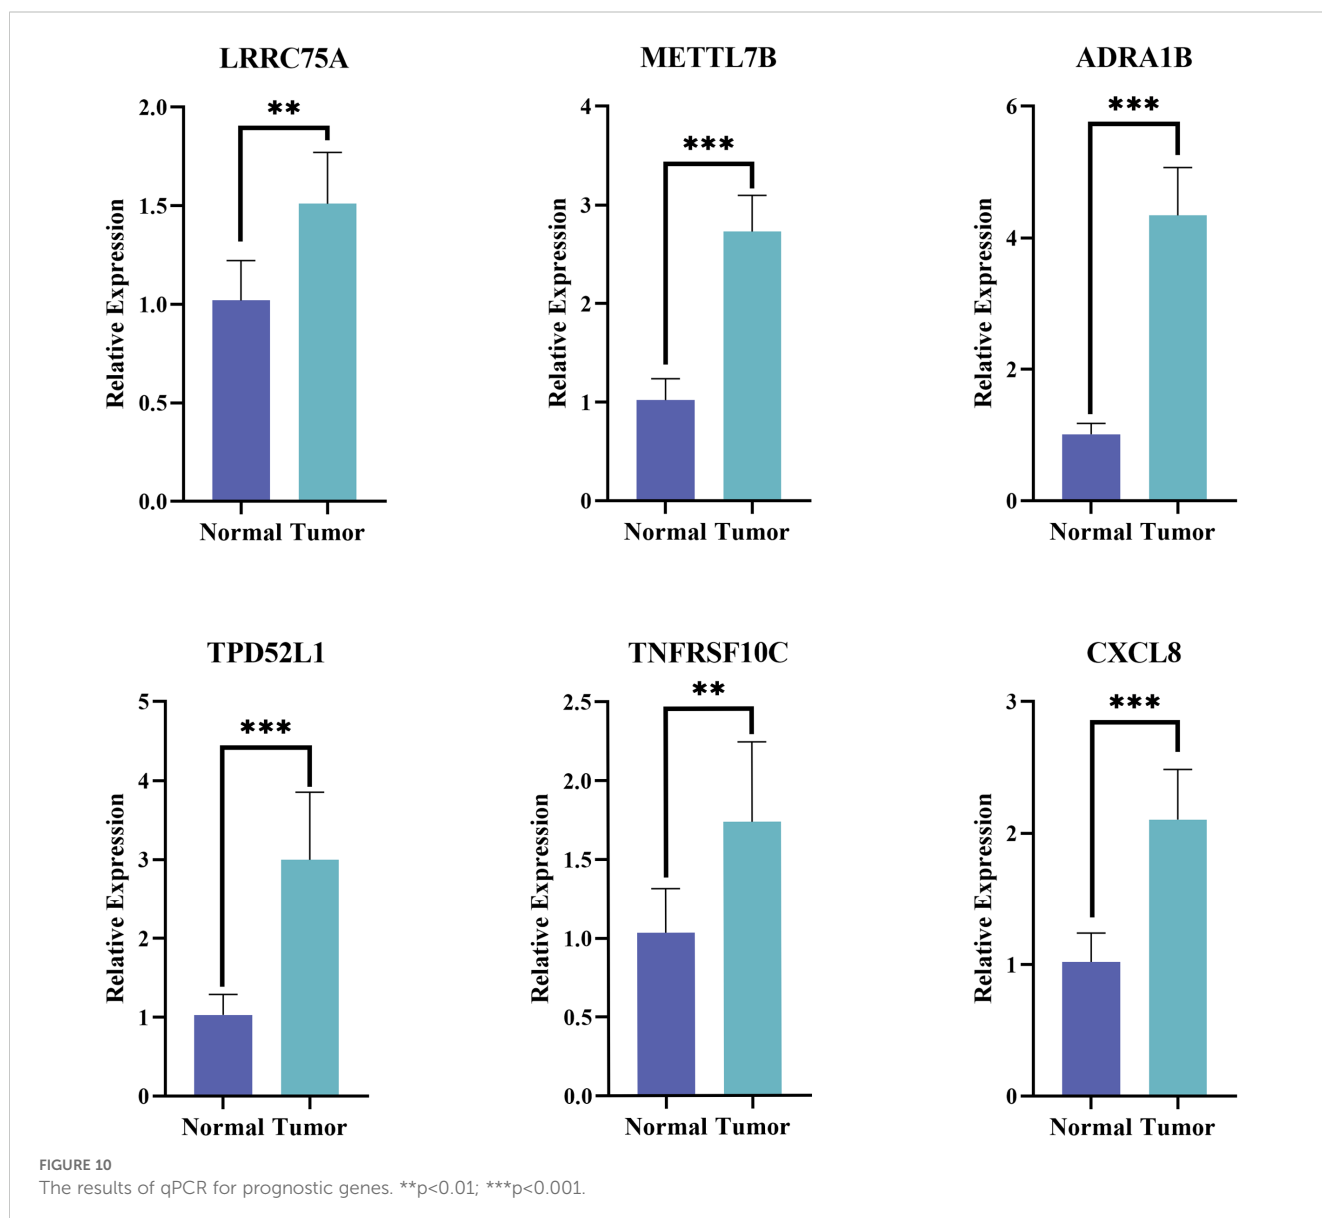 LRRC75A
**
Relative Expression
2.0
1.5
1.0
0.5
0.0
Normal Tumor
METTL7B
***
Relative Expression
4
3
2
1
0
Normal Tumor
ADRA1B
***
Relative Expression
6
4
2
0
Normal Tumor
TPD52L1
***
Relative Expression
5
4
3
2
1
0
Normal Tumor
TNFRSF10C
**
Relative Expression
2.5
2.0
1.5
1.0
0.5
0.0
Normal Tumor
CXCL8
***
Relative Expression
3
2
1
0
Normal Tumor
FIGURE 10
The results of qPCR for prognostic genes. **p<0.01; ***p<0.001.